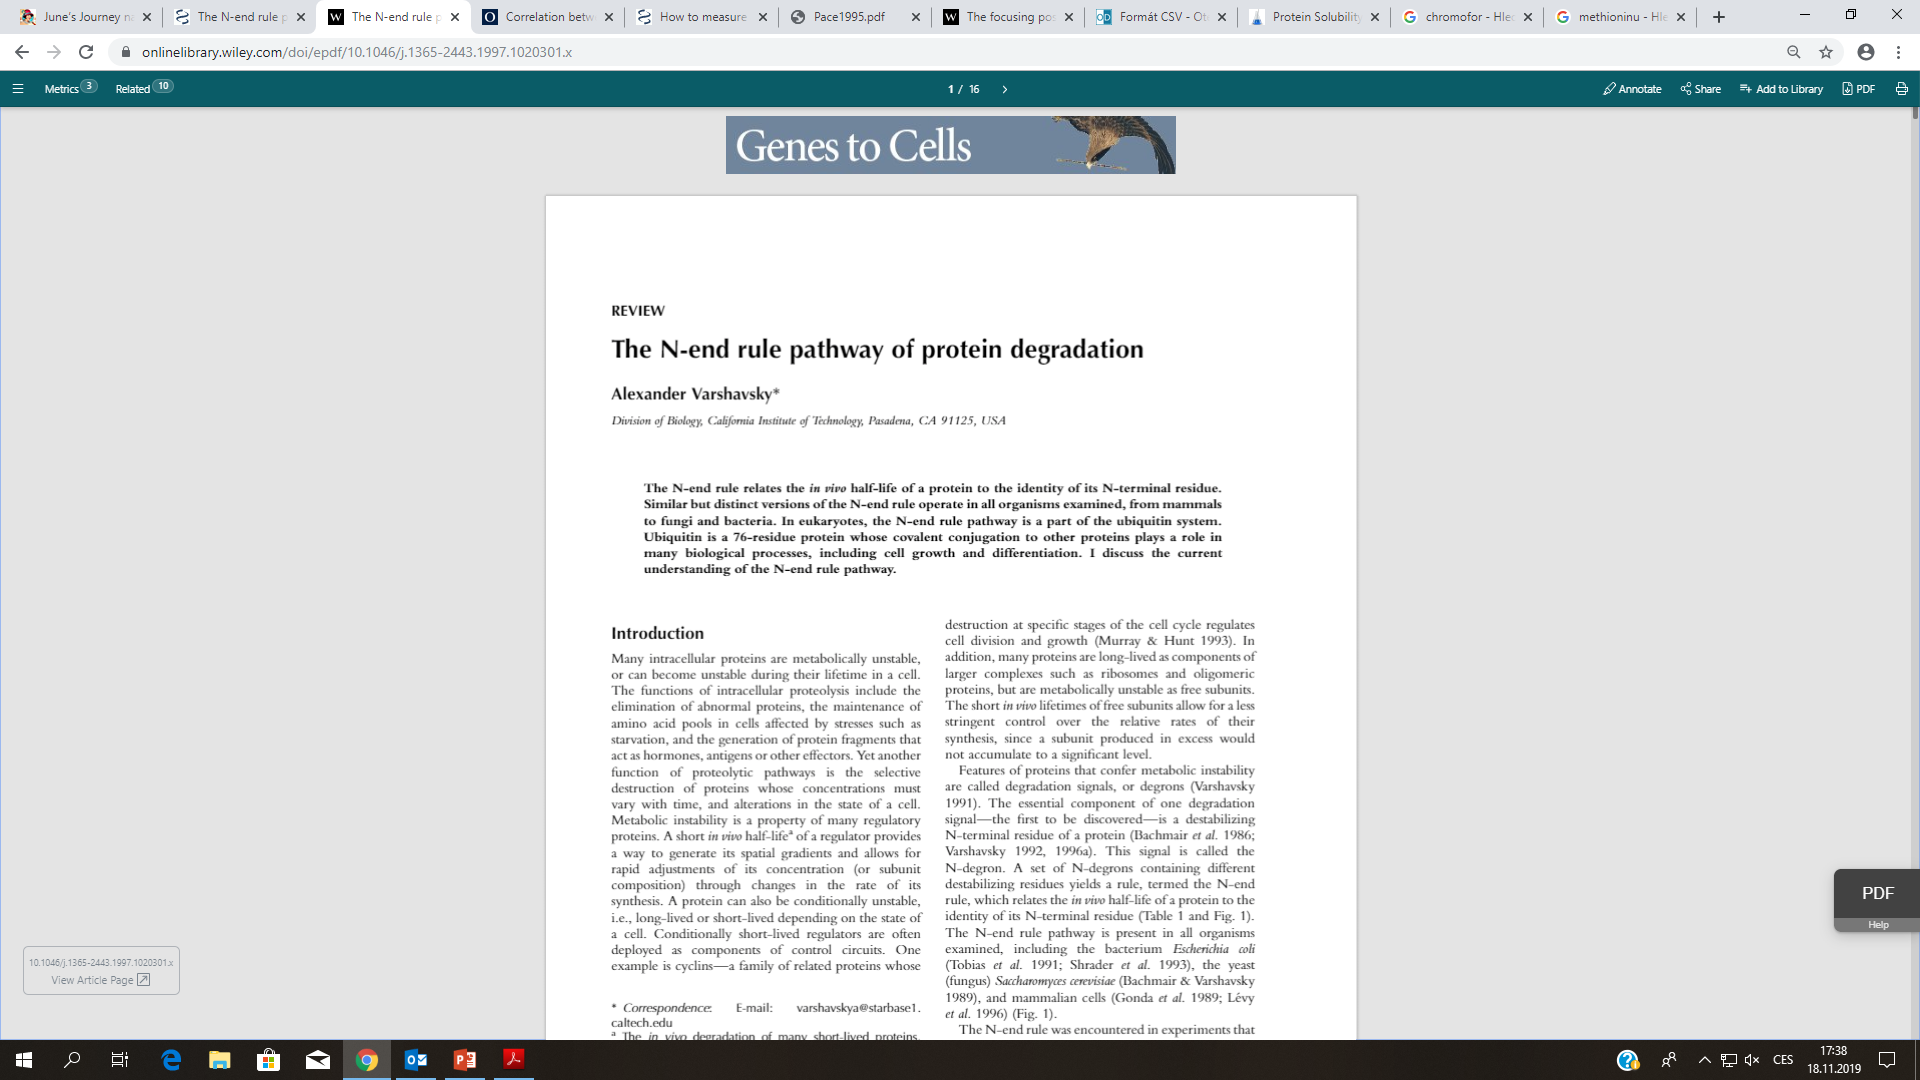 June's Journey na
The N-end rule p
The N-end rule p
Correlation betw
How to measure
Pace1995.pdf
The focusing pos
Formát CSV - Ote
Protein Solubility
chromofor - Hled
methioninu - Hle
onlinelibrary.wiley.com/doi/epdf/10.1046/j.1365-2443.1997.1020301.x
Metrics 3 Related 10
1 / 16
Annotate Share Add to Library PDF
Genes to Cells
REVIEW
The N-end rule pathway of protein degradation
Alexander Varshavsky*
Division of Biology, California Institute of Technology, Pasadena, CA 91125, USA
The N-end rule relates the in vivo half-life of a protein to the identity of its N-terminal residue.
Similar but distinct versions of the N-end rule operate in all organisms examined, from mammals
to fungi and bacteria. In eukaryotes, the N-end rule pathway is a part of the ubiquitin system.
Ubiquitin is a 76-residue protein whose covalent conjugation to other proteins plays a role in
many biological processes, including cell growth and differentiation. I discuss the current
understanding of the N-end rule pathway.
Introduction
Many intracellular proteins are metabolically unstable,
or can become unstable during their lifetime in a cell.
The functions of intracellular proteolysis include the
elimination of abnormal proteins, the maintenance of
amino acid pools in cells affected by stresses such as
starvation, and the generation of protein fragments that
act as hormones, antigens or other effectors. Yet another
function of proteolytic pathways is the selective
destruction of proteins whose concentrations must
vary with time, and alterations in the state of a cell.
Metabolic instability is a property of many regulatory
proteins. A short in vivo half-lifeª of a regulator provides
a way to generate its spatial gradients and allows for
rapid adjustments of its concentration (or subunit
composition) through changes in the rate of its
synthesis. A protein can also be conditionally unstable,
i.e., long-lived or short-lived depending on the state of
a cell. Conditionally short-lived regulators are often
deployed as components of control circuits. One
example is cyclins—a family of related proteins whose
* Correspondence: E-mail: varshavskya@starbase1.
caltech.edu
ª The in vivo degradation of many short-lived proteins,
destruction at specific stages of the cell cycle regulates
cell division and growth (Murray & Hunt 1993). In
addition, many proteins are long-lived as components of
larger complexes such as ribosomes and oligomeric
proteins, but are metabolically unstable as free subunits.
The short in vivo lifetimes of free subunits allow for a less
stringent control over the relative rates of their
synthesis, since a subunit produced in excess would
not accumulate to a significant level.
Features of proteins that confer metabolic instability
are called degradation signals, or degrons (Varshavsky
1991). The essential component of one degradation
signal—the first to be discovered—is a destabilizing
N-terminal residue of a protein (Bachmair et al. 1986;
Varshavsky 1992, 1996a). This signal is called the
N-degron. A set of N-degrons containing different
destabilizing residues yields a rule, termed the N-end
rule, which relates the in vivo half-life of a protein to the
identity of its N-terminal residue (Table 1 and Fig. 1).
The N-end rule pathway is present in all organisms
examined, including the bacterium Escherichia coli
(Tobias et al. 1991; Shrader et al. 1993), the yeast
(fungus) Saccharomyces cerevisiae (Bachmair & Varshavsky
1989), and mammalian cells (Gonda et al. 1989; Lévy
et al. 1996) (Fig. 1).
The N-end rule was encountered in experiments that
PDF
Help
10.1046/j.1365-2443.1997.1020301.x
View Article Page
CES
17:38
18.11.2019